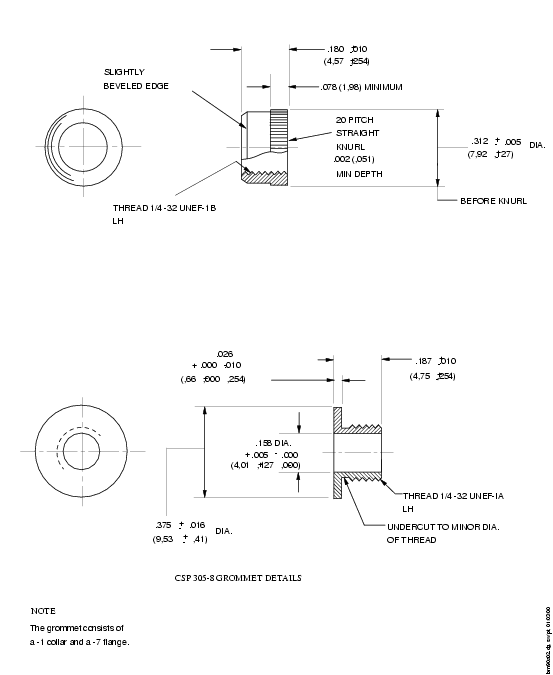 .180 ±.010
(4,57 ±.254)
SLIGHTLY
BEVELED EDGE
.078 (1,98) MINIMUM
20 PITCH
STRAIGHT
KNURL
.002 (,051)
MIN DEPTH
.312 ± .005 DIA.
(7,92 ±,127)
BEFORE KNURL
THREAD 1/4 -32 UNEF-1B
LH
.026
+ .000 -.010
(,66 +,000 -,254)
.187 ±.010
(4,75 ±,254)
.158 DIA.
+.005 - .000
(4,01 +,127 -,000)
THREAD 1/4 -32 UNEF-1A
LH
UNDERCUT TO MINOR DIA.
OF THREAD
.375 ± .016 DIA.
(9,53 ± ,41)
CSP 305-8 GROMMET DETAILS
NOTE
The grommet consists of
a -1 collar and a -7 flange.